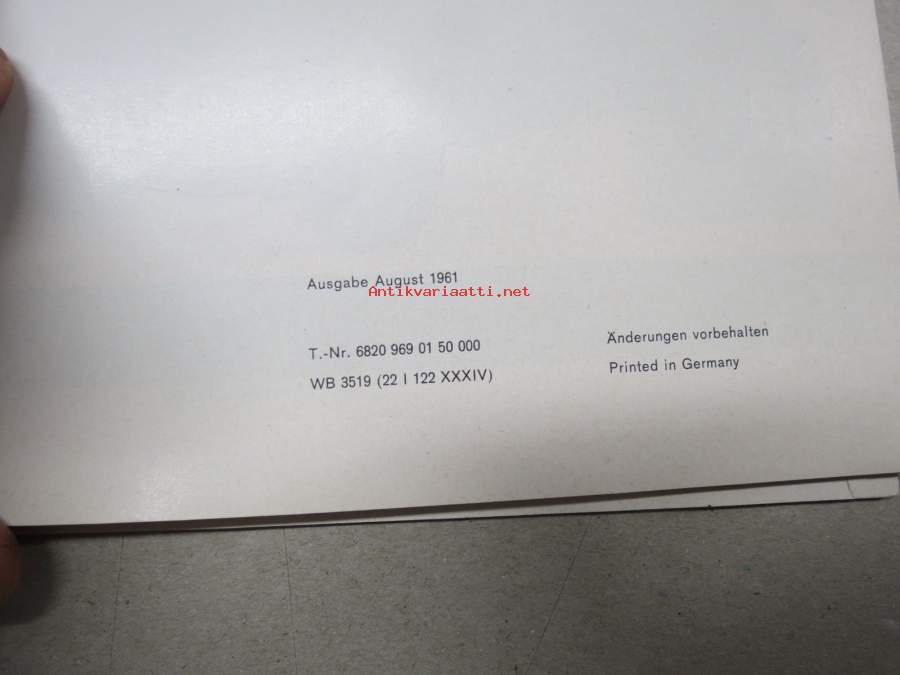 Ausgabe August 1961
Antikvariaatti.net
T.-Nr. 6820 969 01 50 000
WB 3519 (22 I 122 XXXIV)
Änderungen vorbehalten
Printed in Germany